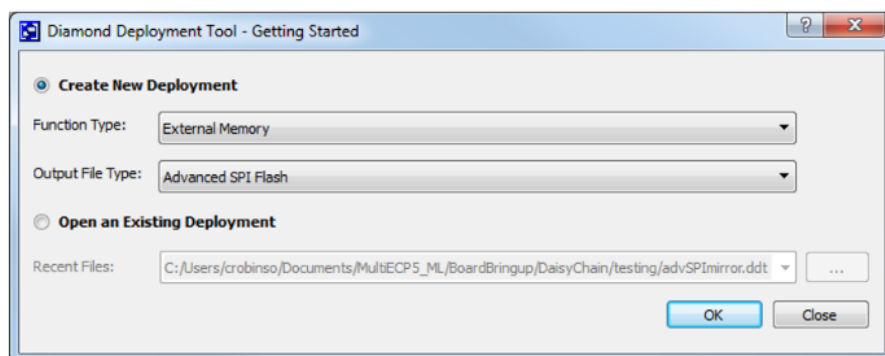 Diamond Deployment Tool - Getting Started
Create New Deployment
Function Type: External Memory
Output File Type: Advanced SPI Flash
Open an Existing Deployment
Recent Files: C:/Users/crobinso/Documents/MultiECP5_ML/BoardBringup/DaisyChain/testing/advSPImirror.ddt ...
OK Close